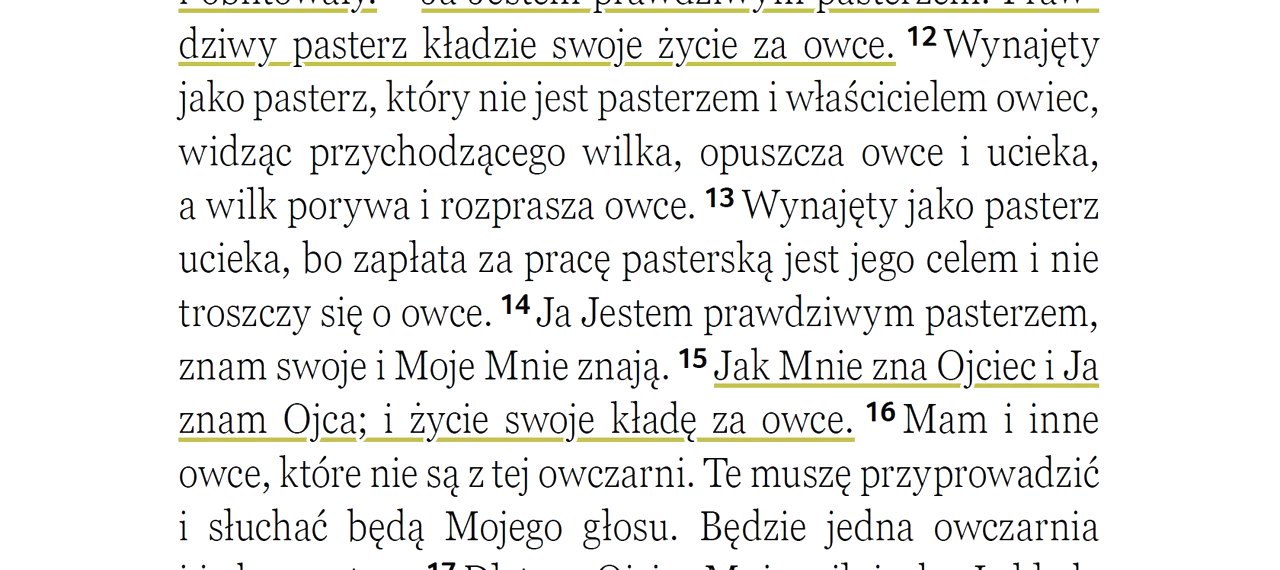 dziwy pasterz kładzie swoje życie za owce. 12 Wynajęty
jako pasterz, który nie jest pasterzem i właścicielem owiec,
widząc przychodzącego wilka, opuszcza owce i ucieka,
a wilk porywa i rozprasza owce. 13 Wynajęty jako pasterz
ucieka, bo zapłata za pracę pasterską jest jego celem i nie
troszczy się o owce. 14 Ja Jestem prawdziwym pasterzem,
znam swoje i Moje Mnie znają. 15 Jak Mnie zna Ojciec i Ja
znam Ojca; i życie swoje kładę za owce. 16 Mam i inne
owce, które nie są z tej owczarni. Te muszę przyprowadzić
i słuchać będą Mojego głosu. Będzie jedna owczarnia
17